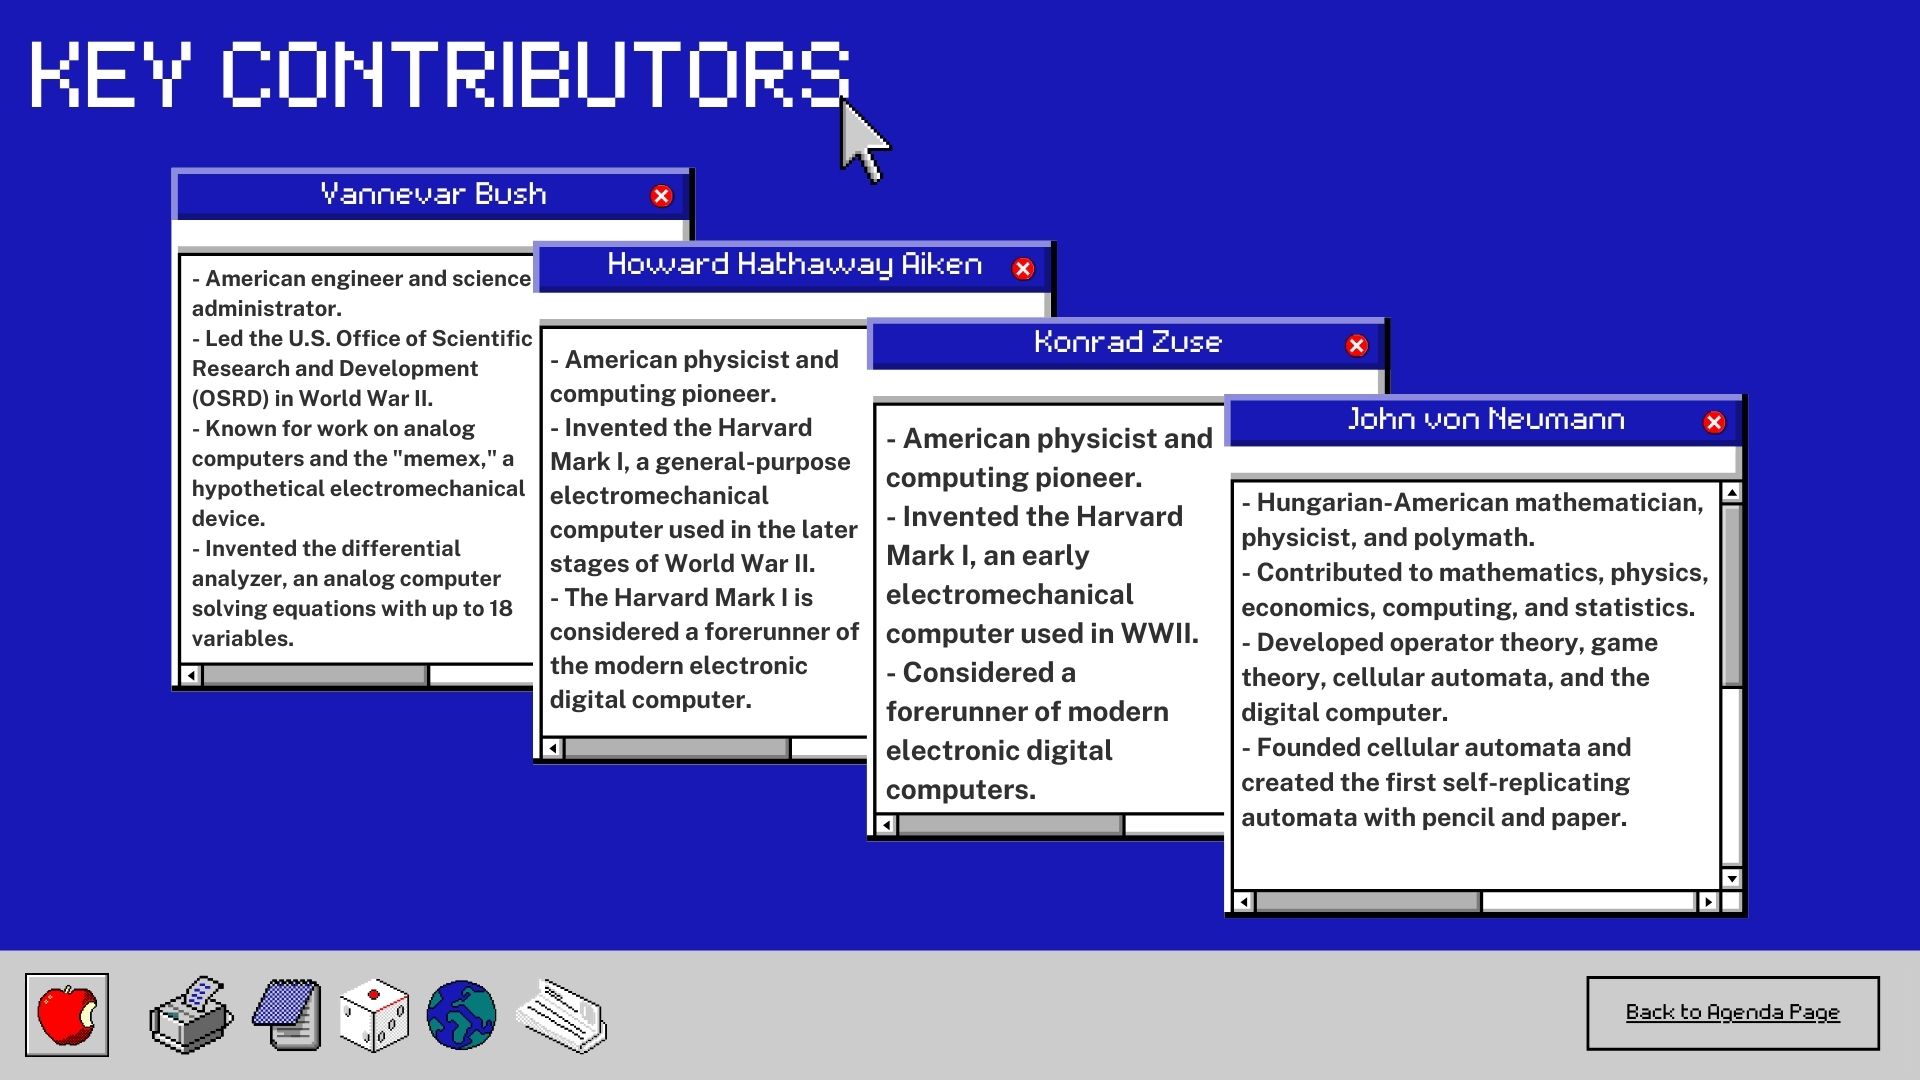 KEY CONTRIBUTORS
Vannevar Bush
- American engineer and science
administrator.
- Led the U.S. Office of Scientific
Research and Development
(OSRD) in World War II.
- Known for work on analog
computers and the "memex," a
hypothetical electromechanical
device.
- Invented the differential
analyzer, an analog computer
solving equations with up to 18
variables.
Howard Hathaway Aiken
- American physicist and
computing pioneer.
- Invented the Harvard
Mark I, a general-purpose
electromechanical
computer used in the later
stages of World War II.
- The Harvard Mark I is
considered a forerunner of
the modern electronic
digital computer.
Konrad Zuse
- American physicist and
computing pioneer.
- Invented the Harvard
Mark I, an early
electromechanical
computer used in WWII.
- Considered a
forerunner of modern
electronic digital
computers.
John von Neumann
- Hungarian-American mathematician,
physicist, and polymath.
- Contributed to mathematics, physics,
economics, computing, and statistics.
- Developed operator theory, game
theory, cellular automata, and the
digital computer.
- Founded cellular automata and
created the first self-replicating
automata with pencil and paper.
Back to Agenda Page